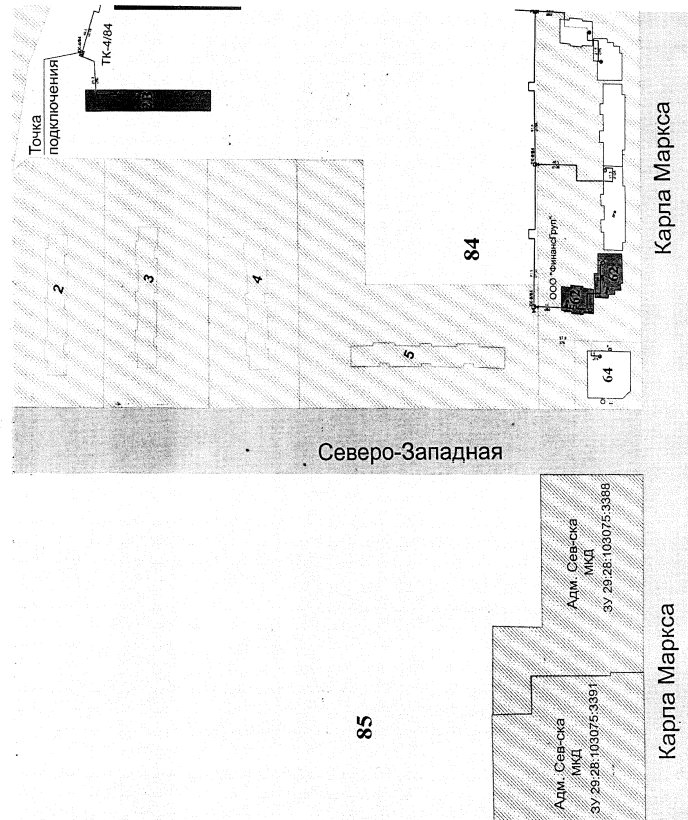 Точка
подключения
ТК-4/84
2
3
4
5
84
ООО "ФинансГруп"
62
62
64
Карла Маркса
Северо-Западная
85
Адм. Сев-ска
МКД
ЗУ 29:28:103075:3388
Адм. Сев-ска
МКД
ЗУ 29:28:103075:3391
Карла Маркса